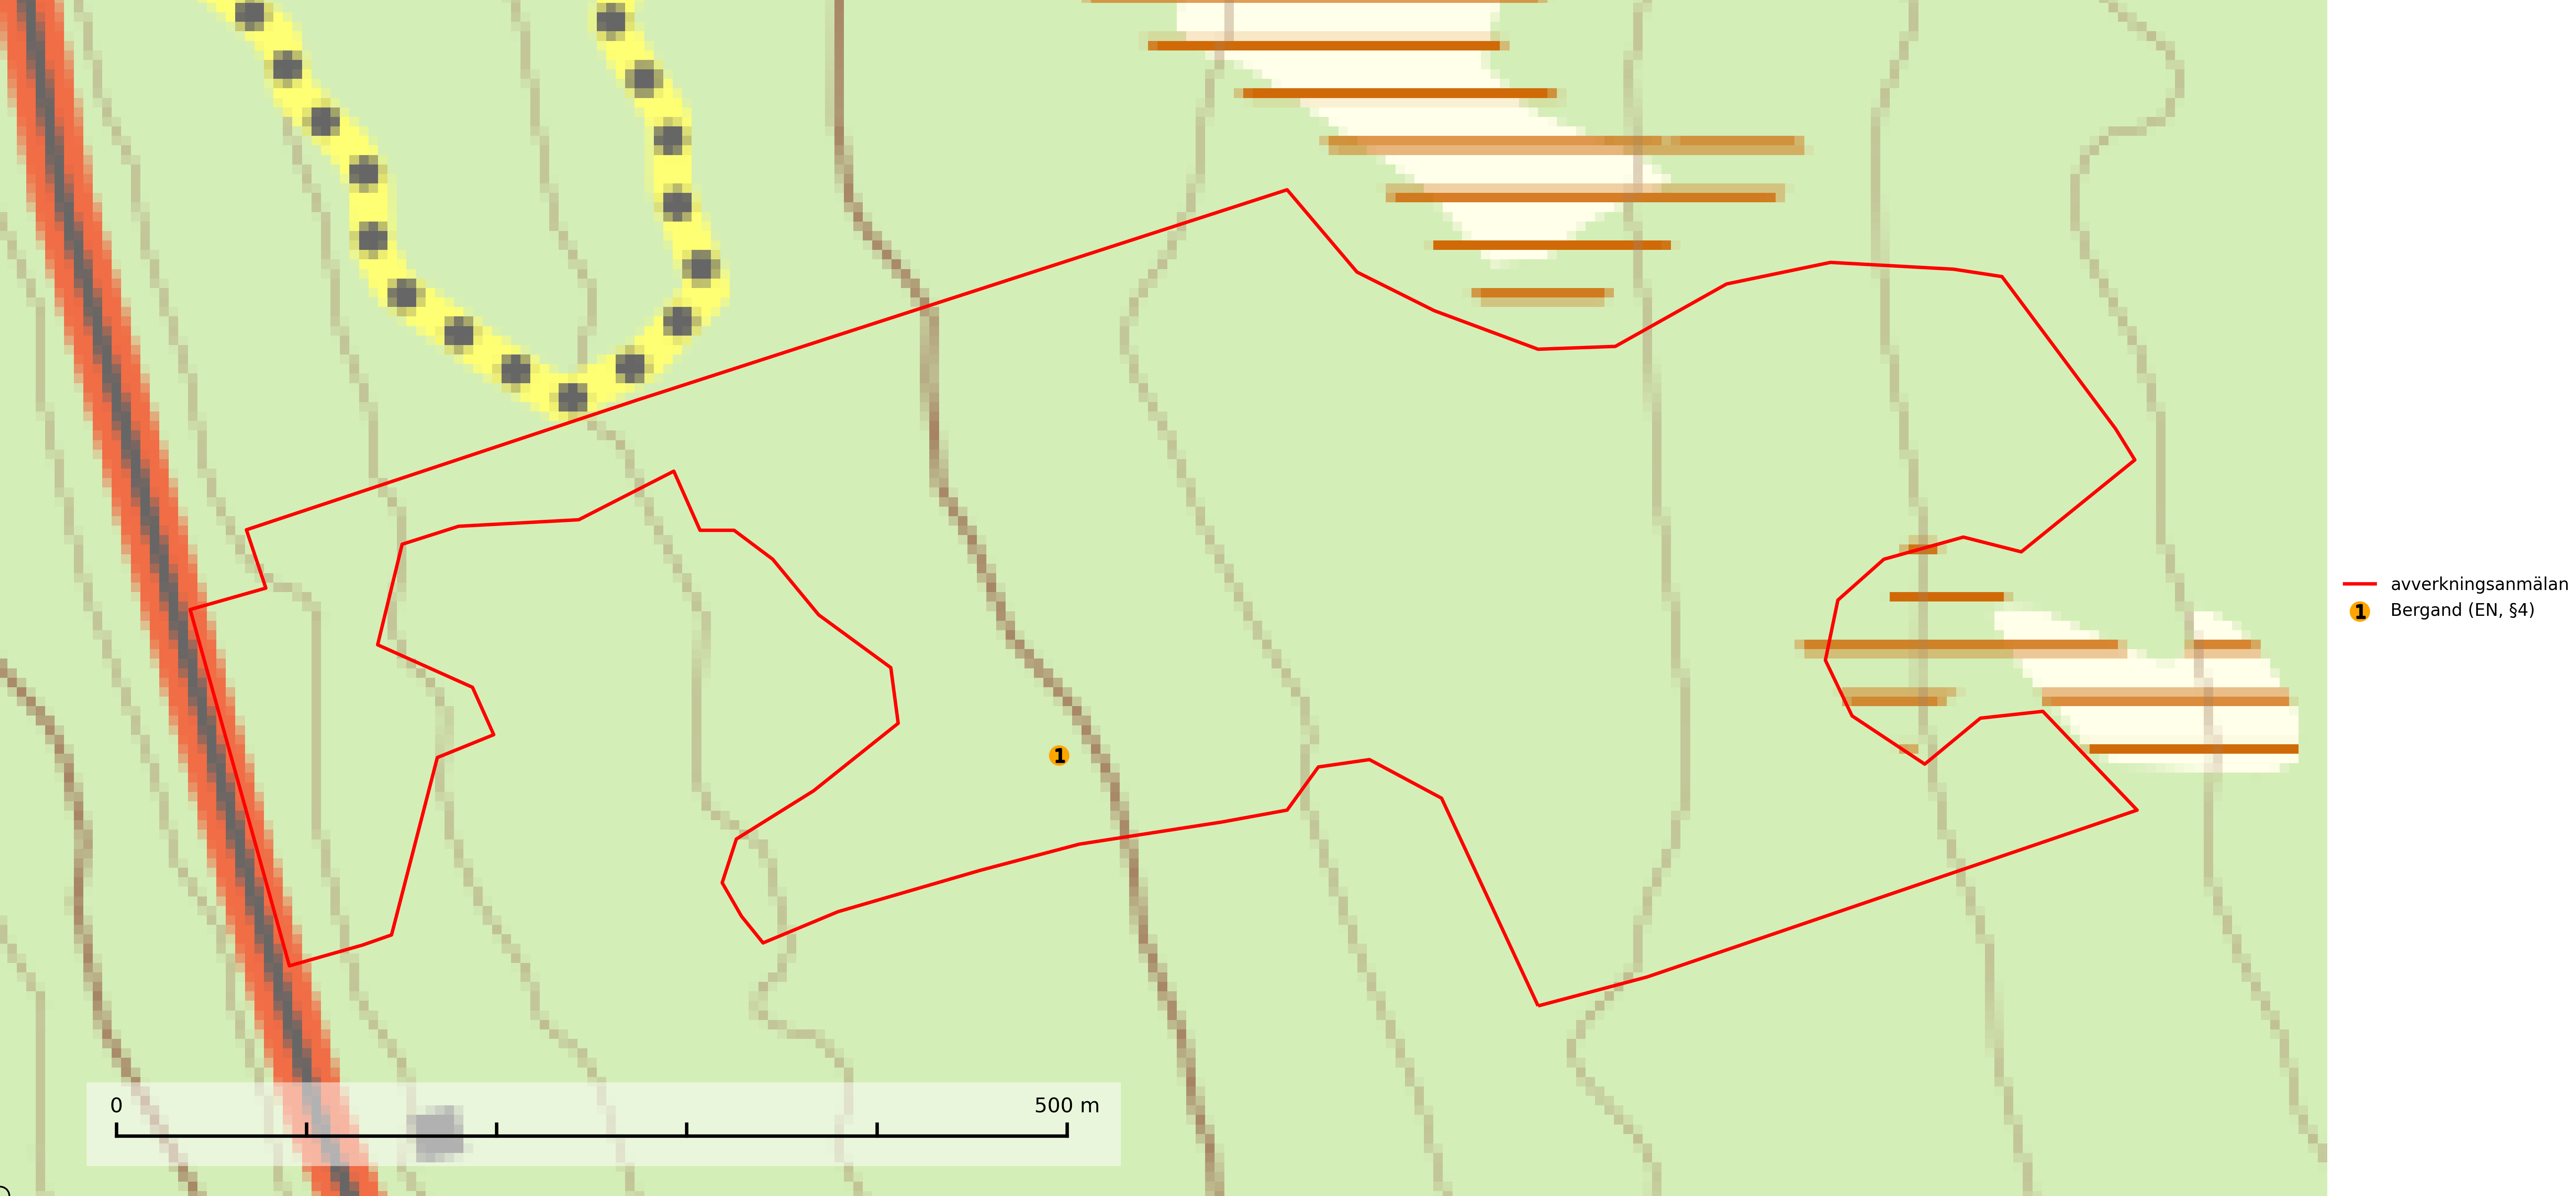 avverkningsanmälan
1 Bergand (EN, §4)
1
0 500 m